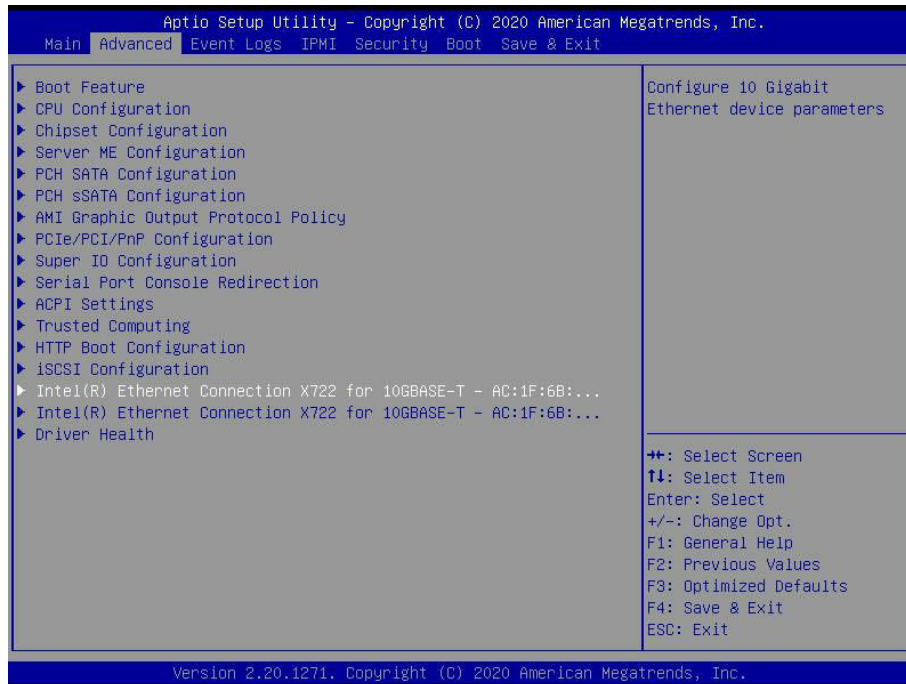 Aptio Setup Utility – Copyright (C) 2020 American Megatrends, Inc.
Main Advanced Event Logs IPMI Security Boot Save & Exit
▶ Boot Feature
▶ CPU Configuration
▶ Chipset Configuration
▶ Server ME Configuration
▶ PCH SATA Configuration
▶ PCH sSATA Configuration
▶ AMI Graphic Output Protocol Policy
▶ PCIe/PCI/PnP Configuration
▶ Super IO Configuration
▶ Serial Port Console Redirection
▶ ACPI Settings
▶ Trusted Computing
▶ HTTP Boot Configuration
▶ iSCSI Configuration
▶ Intel(R) Ethernet Connection X722 for 10GBASE-T – AC:1F:6B:...
▶ Intel(R) Ethernet Connection X722 for 10GBASE-T – AC:1F:6B:...
▶ Driver Health
Configure 10 Gigabit
Ethernet device parameters
→←: Select Screen
↑↓: Select Item
Enter: Select
+/-: Change Opt.
F1: General Help
F2: Previous Values
F3: Optimized Defaults
F4: Save & Exit
ESC: Exit
Version 2.20.1271. Copyright (C) 2020 American Megatrends, Inc.